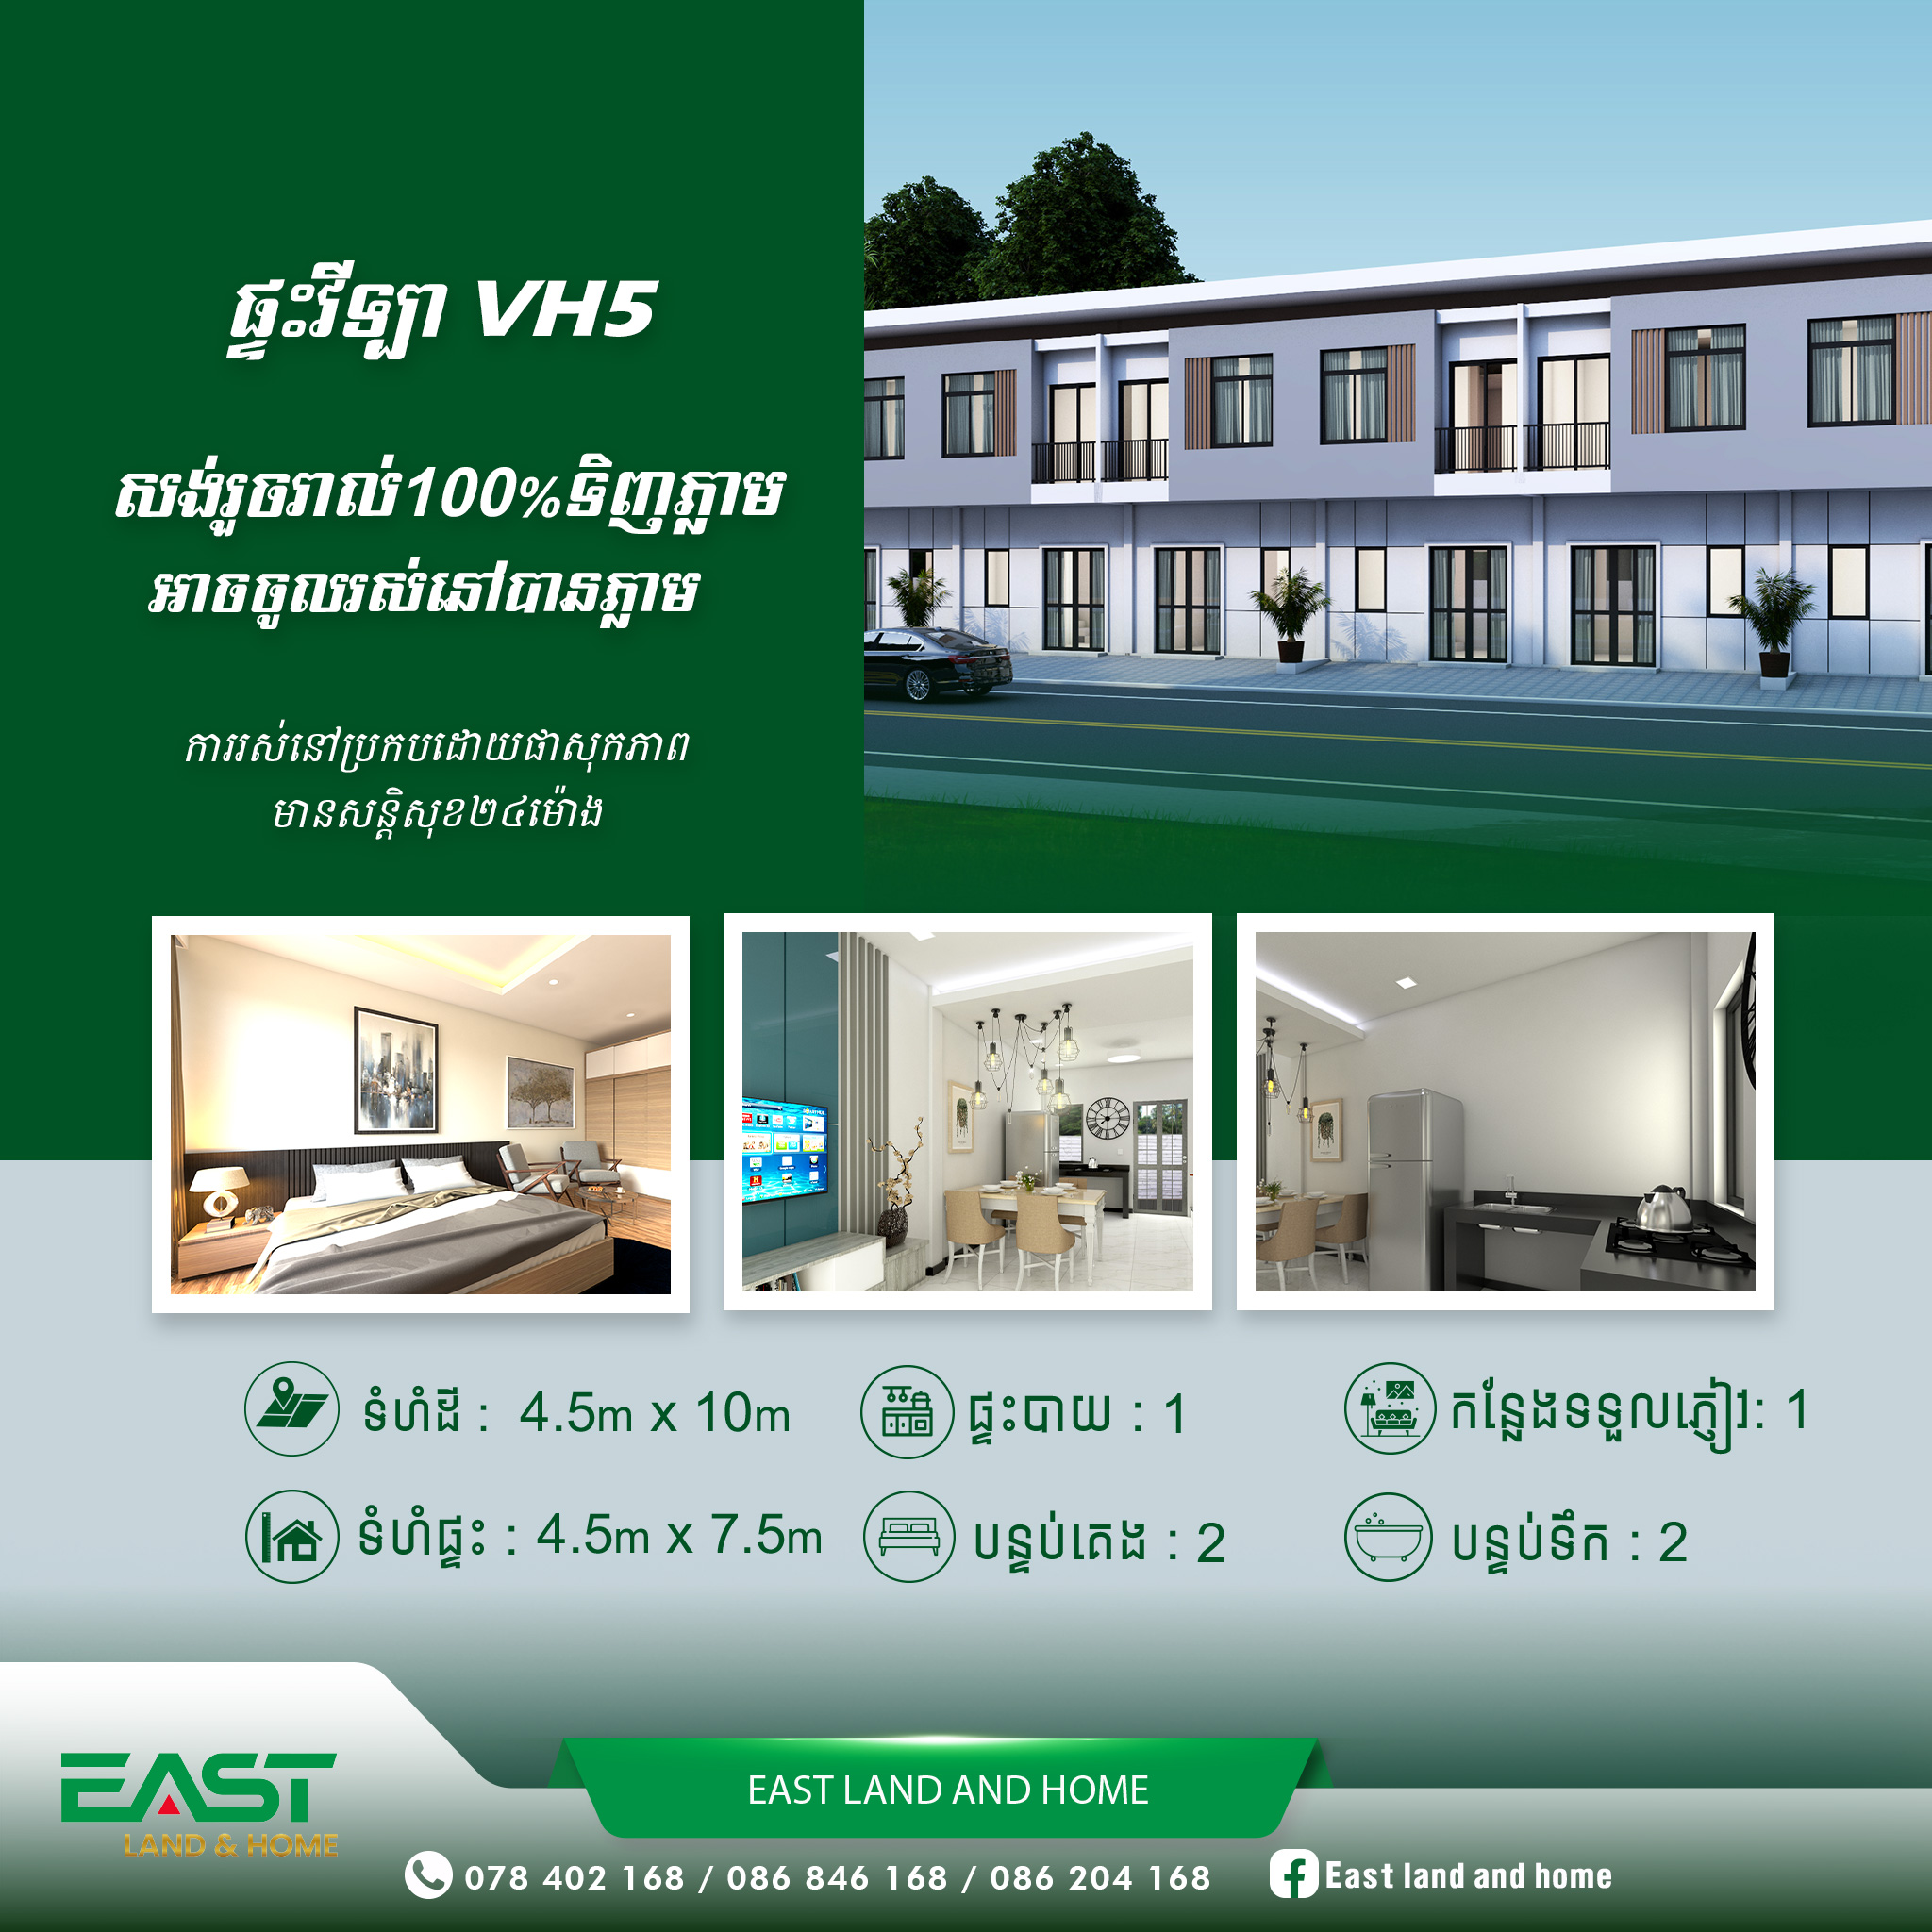 ផ្ទះវីឡា VH5
សង់រួចរាល់100%ទិញភ្លាម
អាចចូលរស់នៅបានភ្លាម
ការរស់នៅប្រកបដោយផាសុកភាព
មានសន្តិសុខ២៤ម៉ោង
ទំហំដី : 4.5m x 10m
ផ្ទះបាយ : 1
កន្លែងទទួលភ្ញៀវ: 1
ទំហំផ្ទះ : 4.5m x 7.5m
បន្ទប់គេង : 2
បន្ទប់ទឹក : 2
EAST
LAND & HOME
EAST LAND AND HOME
078 402 168 / 086 846 168 / 086 204 168
East land and home